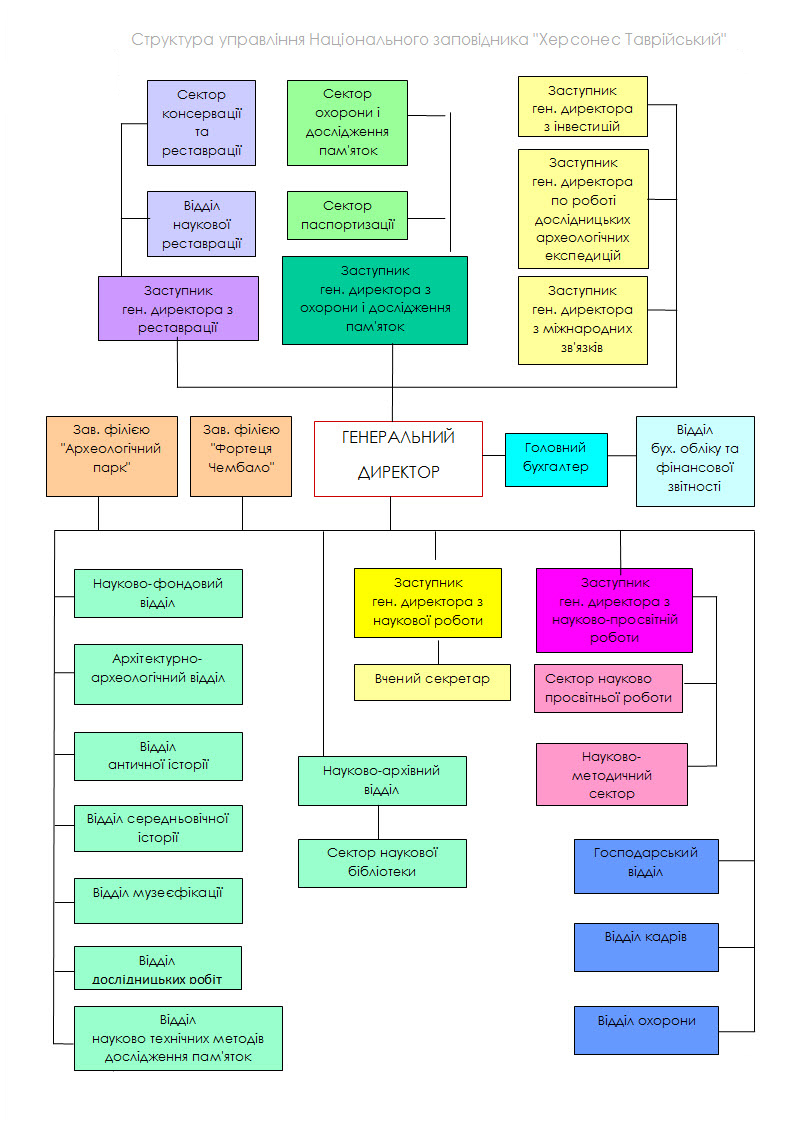 Структура управління Національного заповідника "Херсонес Таврійський"
Сектор
консервації
та
реставрації
Відділ
наукової
реставрації
Заступник
ген. директора з
реставрації
Сектор
охорони і
дослідження
пам'яток
Сектор
паспортизації
Заступник
ген. директора з
охорони і дослідження
пам'яток
Заступник
ген. директора
з інвестицій
Заступник
ген. директора
по роботі
дослідницьких
археологічних
експедицій
Заступник
ген. директора
з міжнародних
зв'язків
Зав. філією
"Археологічний
парк"
Зав. філією
"Фортеця
Чембало"
ГЕНЕРАЛЬНИЙ
ДИРЕКТОР
Головний
бухгалтер
Відділ
бух. обліку та
фінансової
звітності
Науково-фондовий
відділ
Архітектурно-
археологічний відділ
Відділ
античної історії
Відділ середньовічної
історії
Відділ музеєфікації
Відділ
дослідницьких робіт
Відділ
науково технічних методів
дослідження пам'яток
Науково-архівний
відділ
Сектор наукової
бібліотеки
Заступник
ген. директора з
наукової роботи
Вчений секретар
Заступник
ген. директора з
науково-просвітній
роботи
Сектор науково
просвітньої роботи
Науково-
методичний
сектор
Господарський
відділ
Відділ кадрів
Відділ охорони